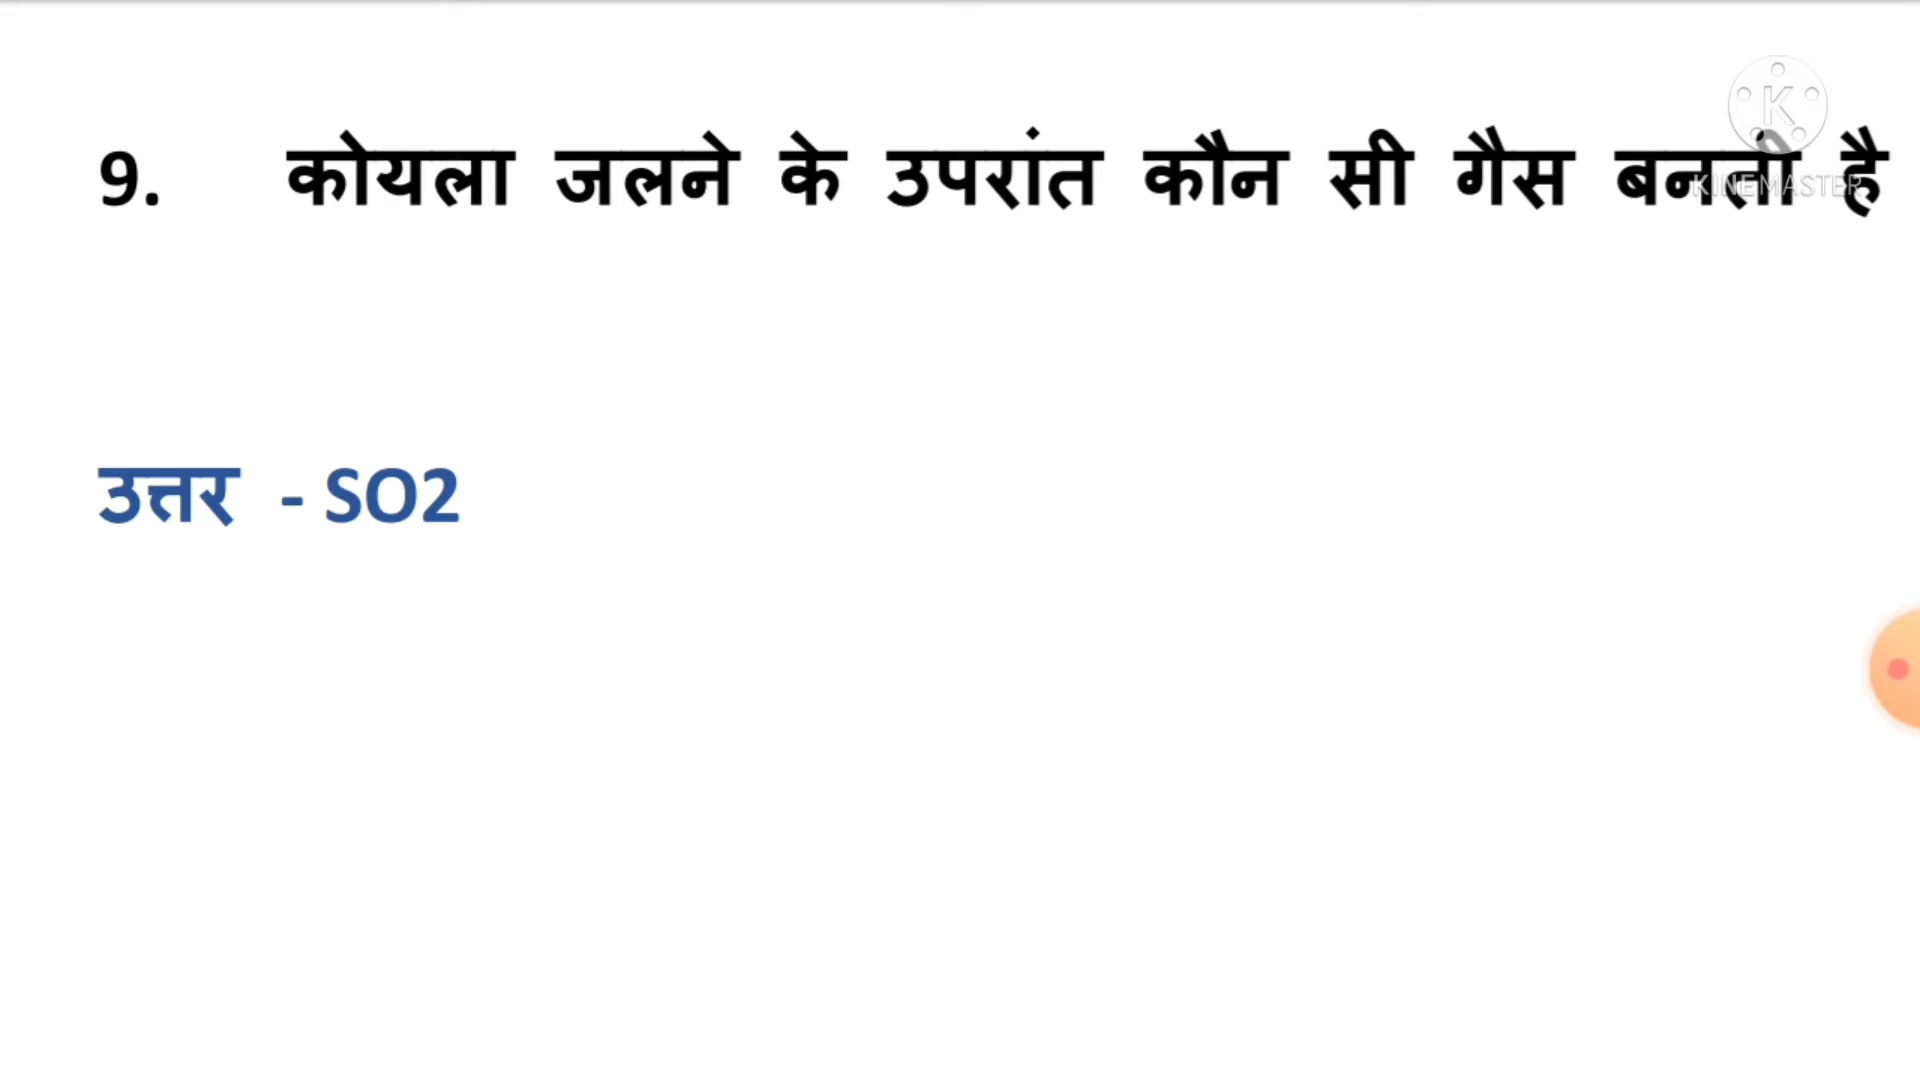 9. कोयला जलने के उपरांत कौन सी गैस बनती है
KINEMASTER
उत्तर - SO2